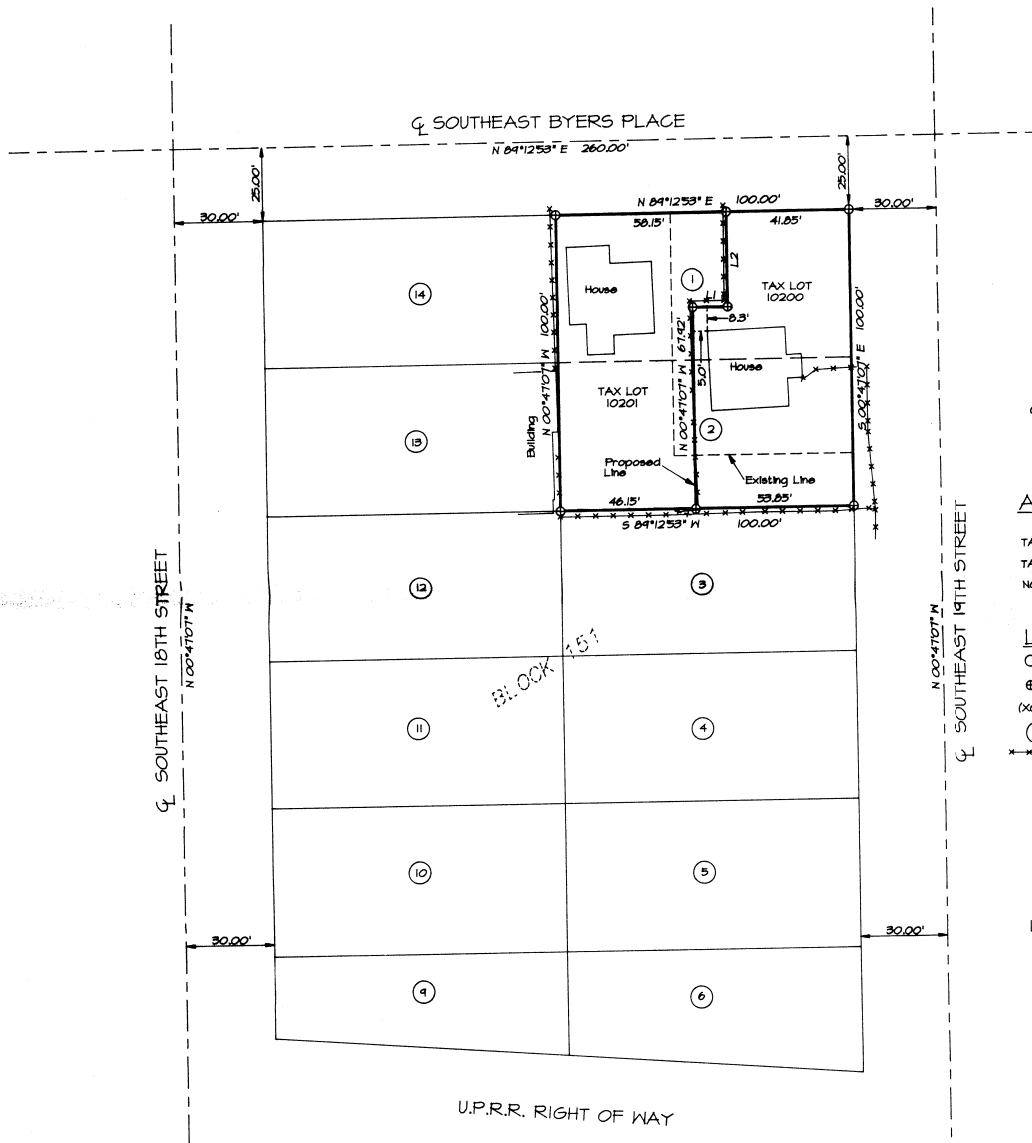 ℄ SOUTHEAST BYERS PLACE
N 89°12'53" E 260.00'
25.00'
25.00'
30.00'
N 89°12'53" E 100.00'
30.00'
58.15'
41.85'
L2
1
House
14
TAX LOT
10200
L1
8.3'
N 00°47'07" W 100.00'
N 00°47'07" W 67.92'
5.0'
House
S 00°47'07" E 100.00'
TAX LOT
10201
13
Building
2
Proposed
Line
Existing Line
46.15'
53.85'
S 89°12'53" W 100.00'
℄ SOUTHEAST 18TH STREET
N 00°47'07" W
12
3
BLOCK 151
N 00°47'07" W
℄ SOUTHEAST 19TH STREET
11
4
10
5
30.00'
30.00'
9
6
U.P.R.R. RIGHT OF WAY